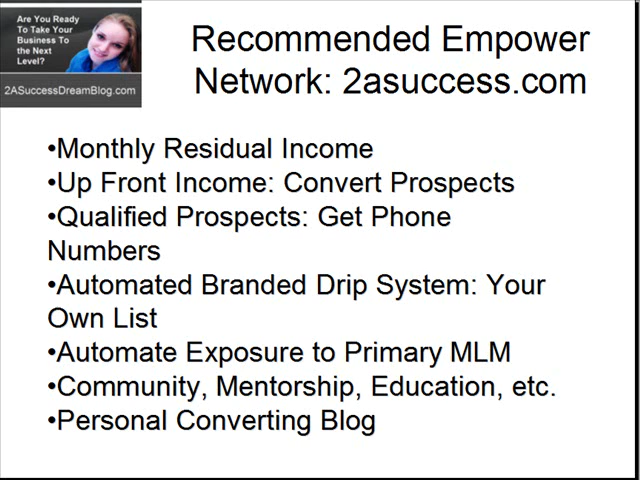 Are You Ready
To Take Your
Business To
the Next
Level?
2ASuccessDreamBlog.com
Recommended Empower
Network: 2asuccess.com
•Monthly Residual Income
•Up Front Income: Convert Prospects
•Qualified Prospects: Get Phone
Numbers
•Automated Branded Drip System: Your
Own List
•Automate Exposure to Primary MLM
•Community, Mentorship, Education, etc.
•Personal Converting Blog